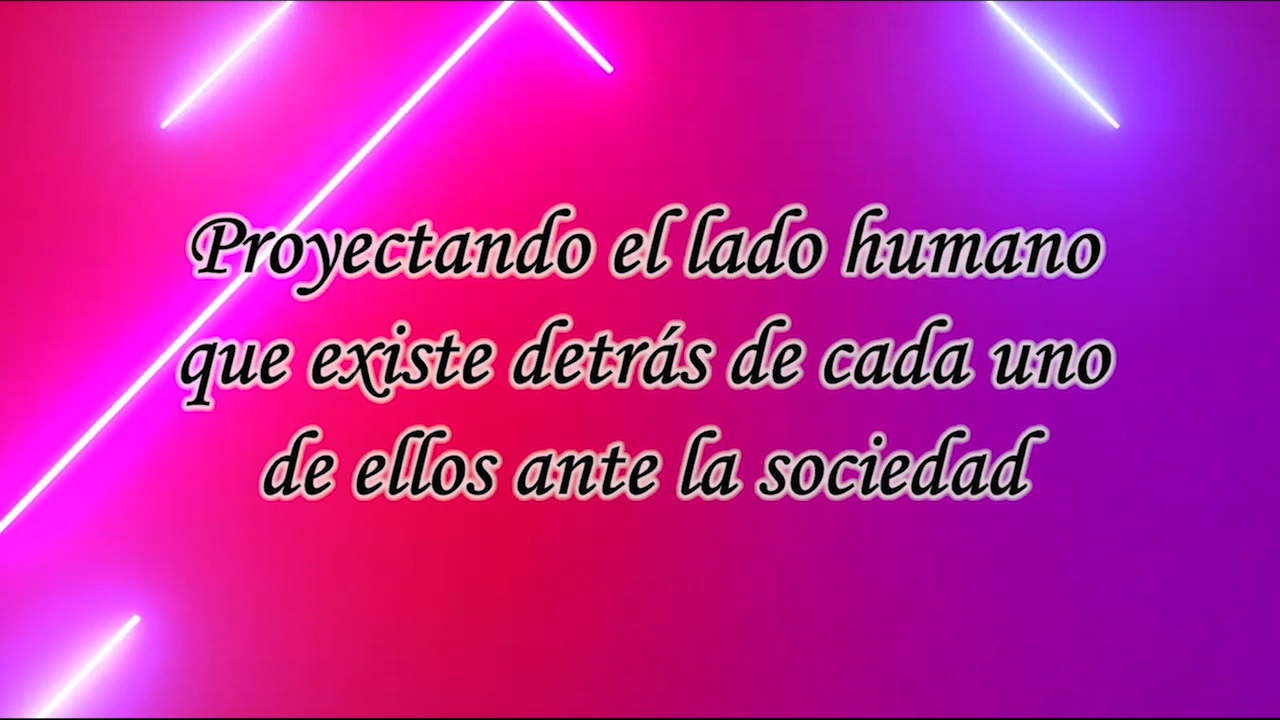 Proyectando el lado humano
que existe detrás de cada uno
de ellos ante la sociedad